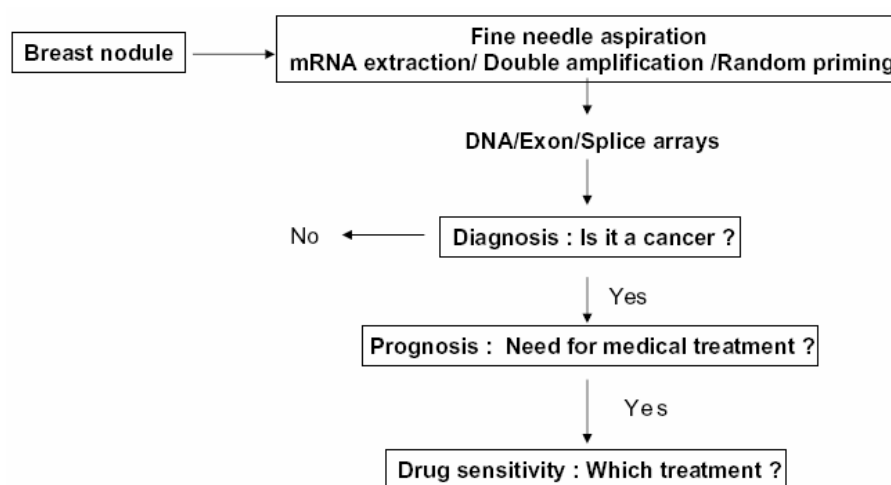 Breast nodule
Fine needle aspiration
mRNA extraction/ Double amplification /Random priming
DNA/Exon/Splice arrays
No
Diagnosis : Is it a cancer ?
Yes
Prognosis : Need for medical treatment ?
Yes
Drug sensitivity : Which treatment ?